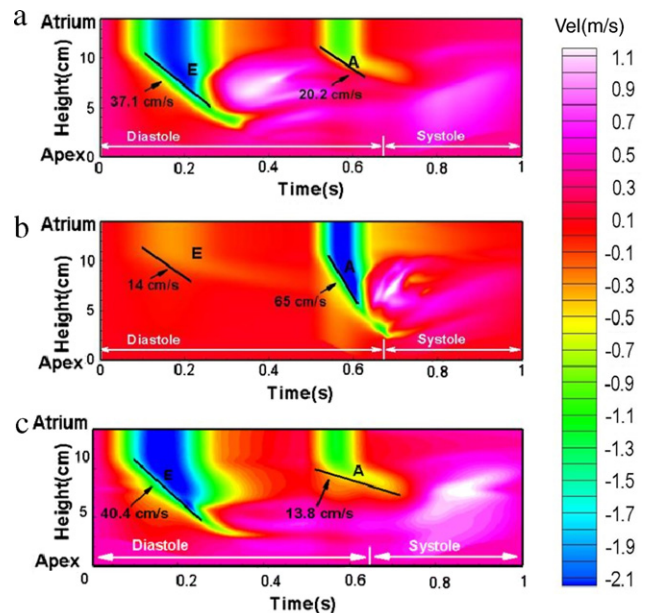 a
Atrium
10
5
Apex
0
Height(cm)
E
A
37.1 cm/s
20.2 cm/s
Diastole
Systole
0
0.2
0.4
0.6
0.8
1
Time(s)
b
Atrium
10
5
Apex
0
Height(cm)
E
A
14 cm/s
65 cm/s
Diastole
Systole
0
0.2
0.4
0.6
0.8
1
Time(s)
c
Atrium
10
5
Apex
Height(cm)
E
A
40.4 cm/s
13.8 cm/s
Diastole
Systole
0
0.2
0.4
0.6
0.8
1
Time(s)
Vel(m/s)
1.1
0.9
0.7
0.5
0.3
0.1
-0.1
-0.3
-0.5
-0.7
-0.9
-1.1
-1.3
-1.5
-1.7
-1.9
-2.1